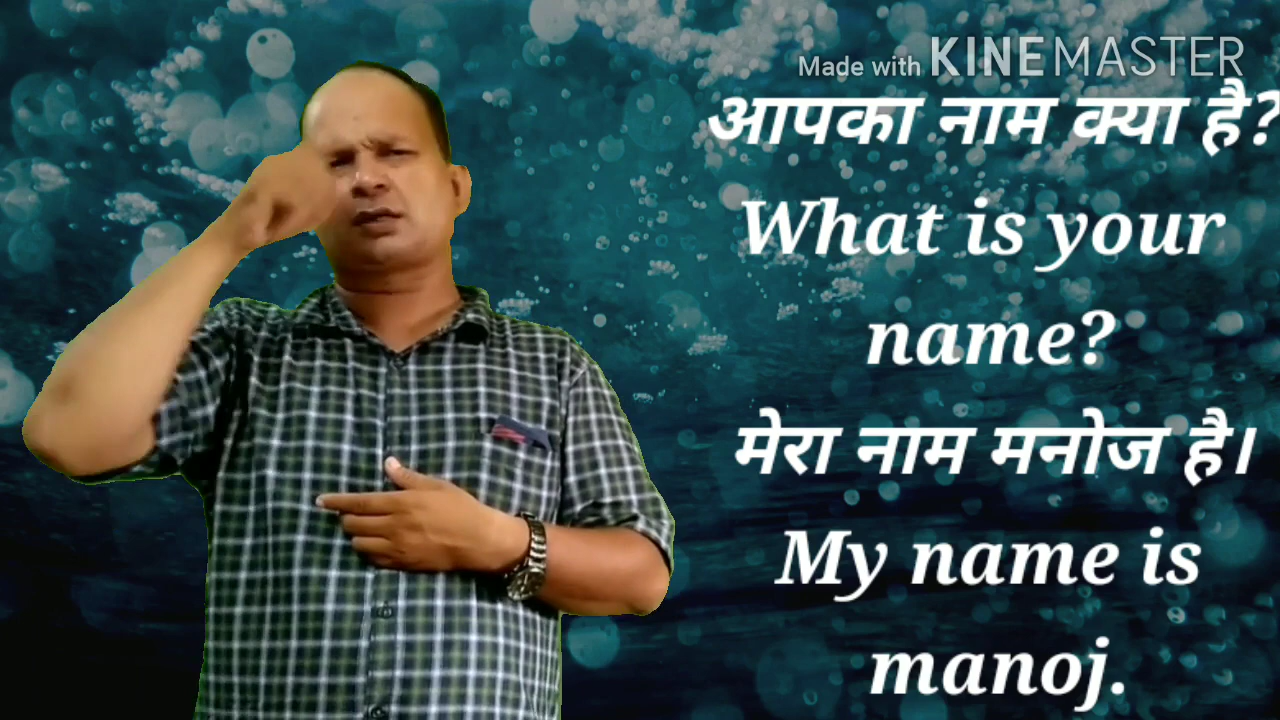 Made with KINEMASTER
आपका नाम क्या है?
What is your
name?
मेरा नाम मनोज है।
My name is
manoj.